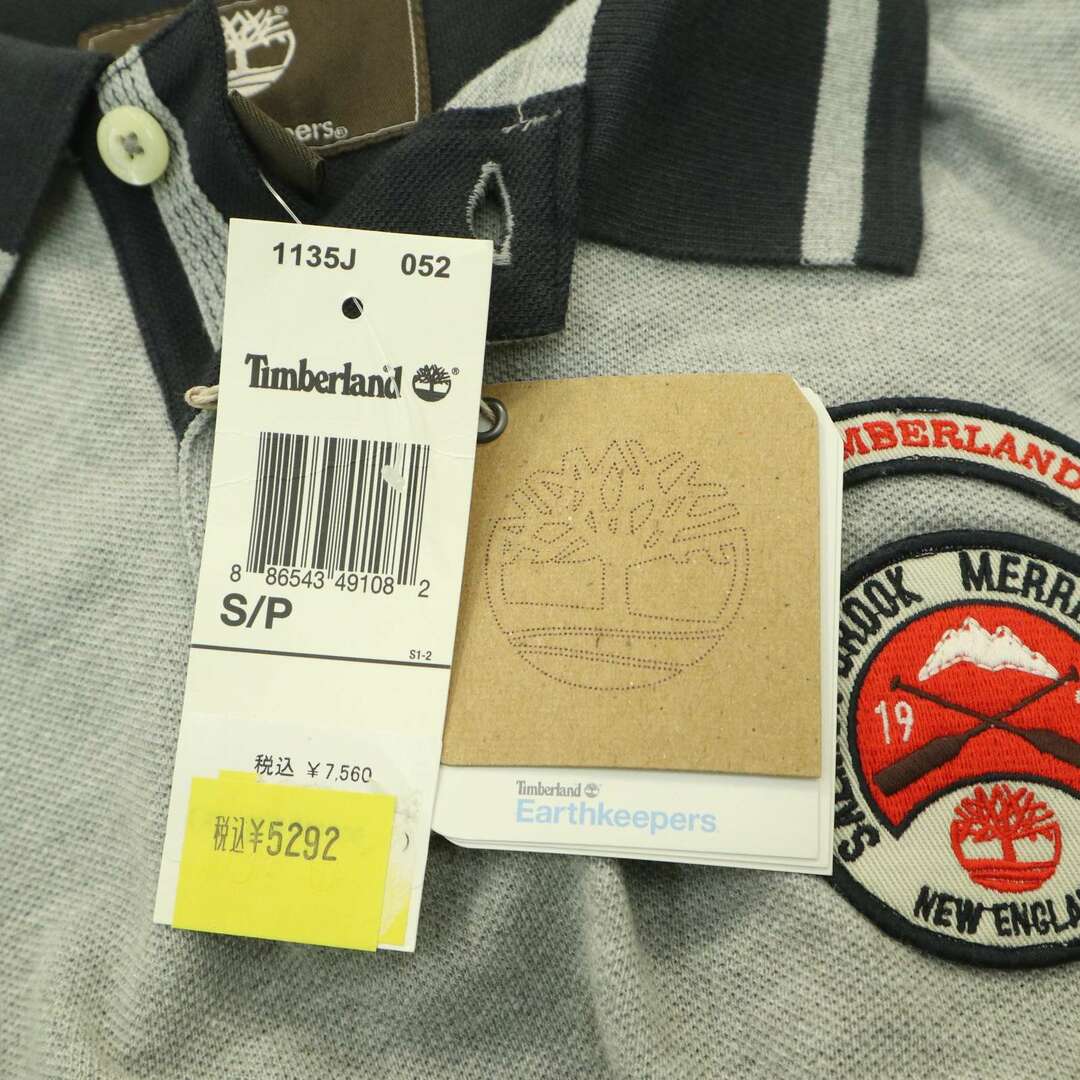 1135J 052
Timberland ®
8 86543 49108 2
S/P
S1-2
税込 ¥7,560
税込¥5292
Timberland ®
Earthkeepers
BROOK MERR
19
NEW ENGLA